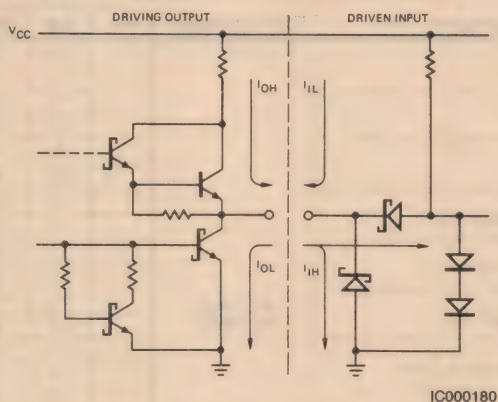 DRIVING OUTPUT
DRIVEN INPUT
VCC
IOH
IIL
IOL
IIH
IC000180